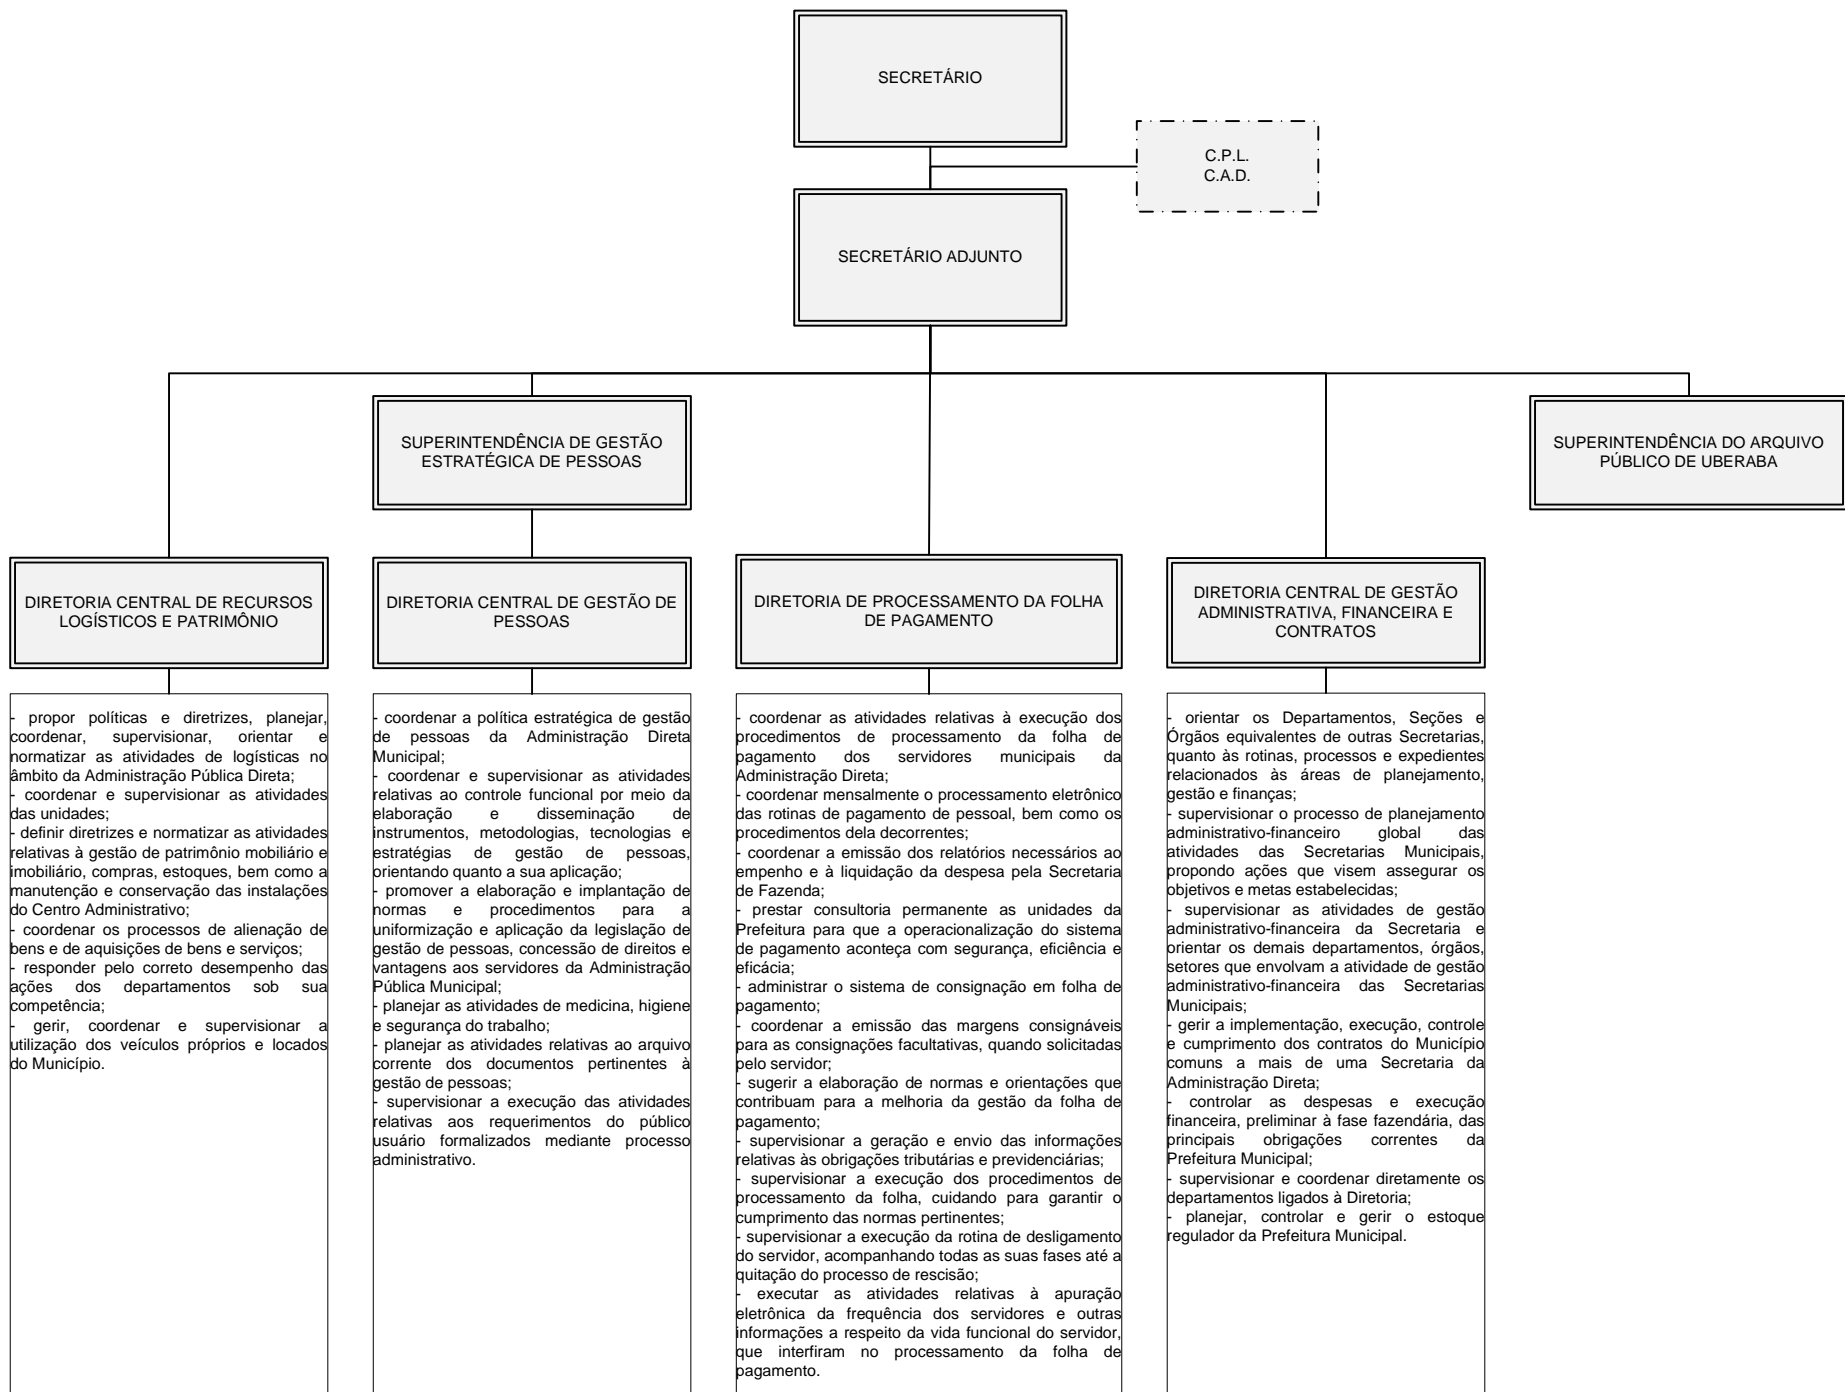 SECRETÁRIO
C.P.L.
C.A.D.
SECRETÁRIO ADJUNTO
SUPERINTENDÊNCIA DE GESTÃO
ESTRATÉGICA DE PESSOAS
SUPERINTENDÊNCIA DO ARQUIVO
PÚBLICO DE UBERABA
DIRETORIA CENTRAL DE RECURSOS
LOGÍSTICOS E PATRIMÔNIO
DIRETORIA CENTRAL DE GESTÃO DE
PESSOAS
DIRETORIA DE PROCESSAMENTO DA FOLHA
DE PAGAMENTO
DIRETORIA CENTRAL DE GESTÃO
ADMINISTRATIVA, FINANCEIRA E
CONTRATOS
- propor políticas e diretrizes, planejar,
coordenar, supervisionar, orientar e
normatizar as atividades de logísticas no
âmbito da Administração Pública Direta;
- coordenar e supervisionar as atividades
das unidades;
- definir diretrizes e normatizar as atividades
relativas à gestão de patrimônio mobiliário e
imobiliário, compras, estoques, bem como a
manutenção e conservação das instalações
do Centro Administrativo;
- coordenar os processos de alienação de
bens e de aquisições de bens e serviços;
- responder pelo correto desempenho das
ações dos departamentos sob sua
competência;
- gerir, coordenar e supervisionar a
utilização dos veículos próprios e locados
do Município.
- coordenar a política estratégica de gestão
de pessoas da Administração Direta
Municipal;
- coordenar e supervisionar as atividades
relativas ao controle funcional por meio da
elaboração e disseminação de
instrumentos, metodologias, tecnologias e
estratégias de gestão de pessoas,
orientando quanto a sua aplicação;
- promover a elaboração e implantação de
normas e procedimentos para a
uniformização e aplicação da legislação de
gestão de pessoas, concessão de direitos e
vantagens aos servidores da Administração
Pública Municipal;
- planejar as atividades de medicina, higiene
e segurança do trabalho;
- planejar as atividades relativas ao arquivo
corrente dos documentos pertinentes à
gestão de pessoas;
- supervisionar a execução das atividades
relativas aos requerimentos do público
usuário formalizados mediante processo
administrativo.
- coordenar as atividades relativas à execução dos
procedimentos de processamento da folha de
pagamento dos servidores municipais da
Administração Direta;
- coordenar mensalmente o processamento eletrônico
das rotinas de pagamento de pessoal, bem como os
procedimentos dela decorrentes;
- coordenar a emissão dos relatórios necessários ao
empenho e à liquidação da despesa pela Secretaria
de Fazenda;
- prestar consultoria permanente as unidades da
Prefeitura para que a operacionalização do sistema
de pagamento aconteça com segurança, eficiência e
eficácia;
- administrar o sistema de consignação em folha de
pagamento;
- coordenar a emissão das margens consignáveis
para as consignações facultativas, quando solicitadas
pelo servidor;
- sugerir a elaboração de normas e orientações que
contribuam para a melhoria da gestão da folha de
pagamento;
- supervisionar a geração e envio das informações
relativas às obrigações tributárias e previdenciárias;
- supervisionar a execução dos procedimentos de
processamento da folha, cuidando para garantir o
cumprimento das normas pertinentes;
- supervisionar a execução da rotina de desligamento
do servidor, acompanhando todas as suas fases até a
quitação do processo de rescisão;
- executar as atividades relativas à apuração
eletrônica da frequência dos servidores e outras
informações a respeito da vida funcional do servidor,
que interfiram no processamento da folha de
pagamento.
- orientar os Departamentos, Seções e
Órgãos equivalentes de outras Secretarias,
quanto às rotinas, processos e expedientes
relacionados às áreas de planejamento,
gestão e finanças;
- supervisionar o processo de planejamento
administrativo-financeiro global das
atividades das Secretarias Municipais,
propondo ações que visem assegurar os
objetivos e metas estabelecidas;
- supervisionar as atividades de gestão
administrativo-financeira da Secretaria e
orientar os demais departamentos, órgãos,
setores que envolvam a atividade de gestão
administrativo-financeira das Secretarias
Municipais;
- gerir a implementação, execução, controle
e cumprimento dos contratos do Município
comuns a mais de uma Secretaria da
Administração Direta;
- controlar as despesas e execução
financeira, preliminar à fase fazendária, das
principais obrigações correntes da
Prefeitura Municipal;
- supervisionar e coordenar diretamente os
departamentos ligados à Diretoria;
- planejar, controlar e gerir o estoque
regulador da Prefeitura Municipal.